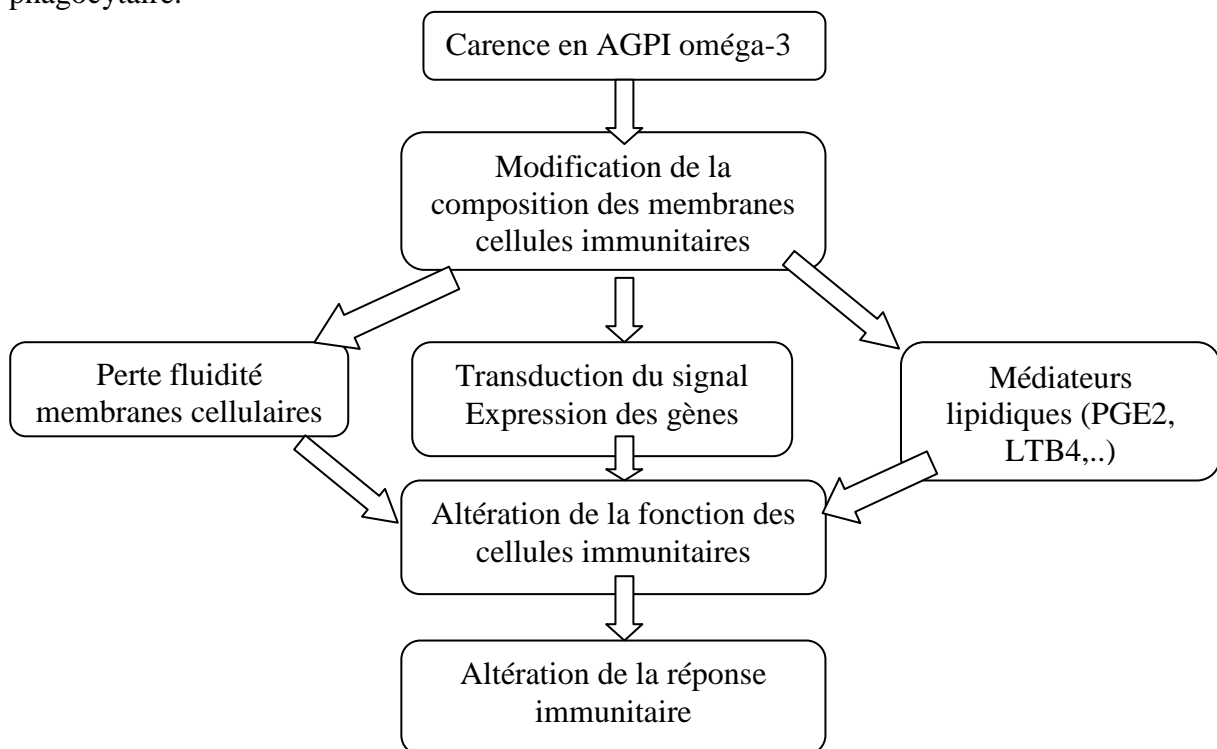 phagocytaire.
Carence en AGPI oméga-3
Modification de la
composition des membranes
cellules immunitaires
Perte fluidité
membranes cellulaires
Transduction du signal
Expression des gènes
Médiateurs
lipidiques (PGE2,
LTB4,..)
Altération de la fonction des
cellules immunitaires
Altération de la réponse
immunitaire